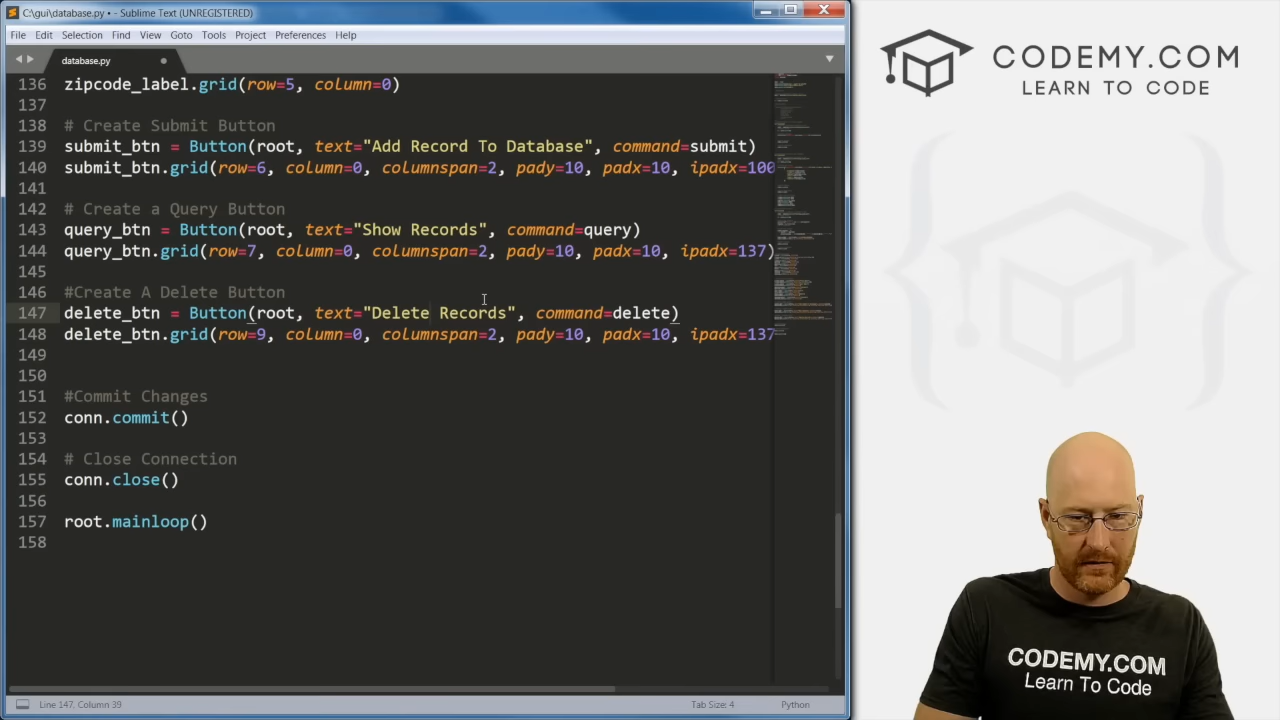 C:\gui\database.py • - Sublime Text (UNREGISTERED)
File Edit Selection Find View Goto Tools Project Preferences Help
database.py
136 zipcode_label.grid(row=5, column=0)
137
138 # Create Submit Button
139 submit_btn = Button(root, text="Add Record To Database", command=submit)
140 submit_btn.grid(row=6, column=0, columnspan=2, pady=10, padx=10, ipadx=100
141
142 # Create a Query Button
143 query_btn = Button(root, text="Show Records", command=query)
144 query_btn.grid(row=7, column=0, columnspan=2, pady=10, padx=10, ipadx=137)
145
146 #Create A Delete Button
147 delete_btn = Button(root, text="Delete Records", command=delete)
148 delete_btn.grid(row=9, column=0, columnspan=2, pady=10, padx=10, ipadx=137
149
150
151 #Commit Changes
152 conn.commit()
153
154 # Close Connection
155 conn.close()
156
157 root.mainloop()
158
Line 147, Column 39
Tab Size: 4
Python
CODEMY.COM
LEARN TO CODE
CODEMY.COM
Learn To Code